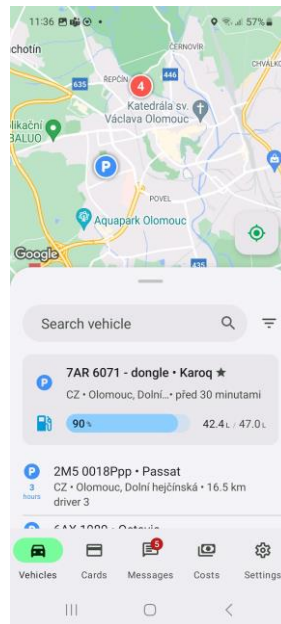 11:36
57%
chotín
ČERNOVÍR
CHVÁLKO
ŘEPČÍN
446
635
4
Katedrála sv.
Václava Olomouc
likační
BALUO
P
POVEL
Aquapark Olomouc
Google
435
Search vehicle
7AR 6071 - dongle • Karoq ★
P
CZ • Olomouc, Dolní... • před 30 minutami
90 %
42.4 L / 47.0 L
P
2M5 0018Ppp • Passat
3
hours
CZ • Olomouc, Dolní hejčínská • 16.5 km
driver 3
5
Vehicles
Cards
Messages
Costs
Settings